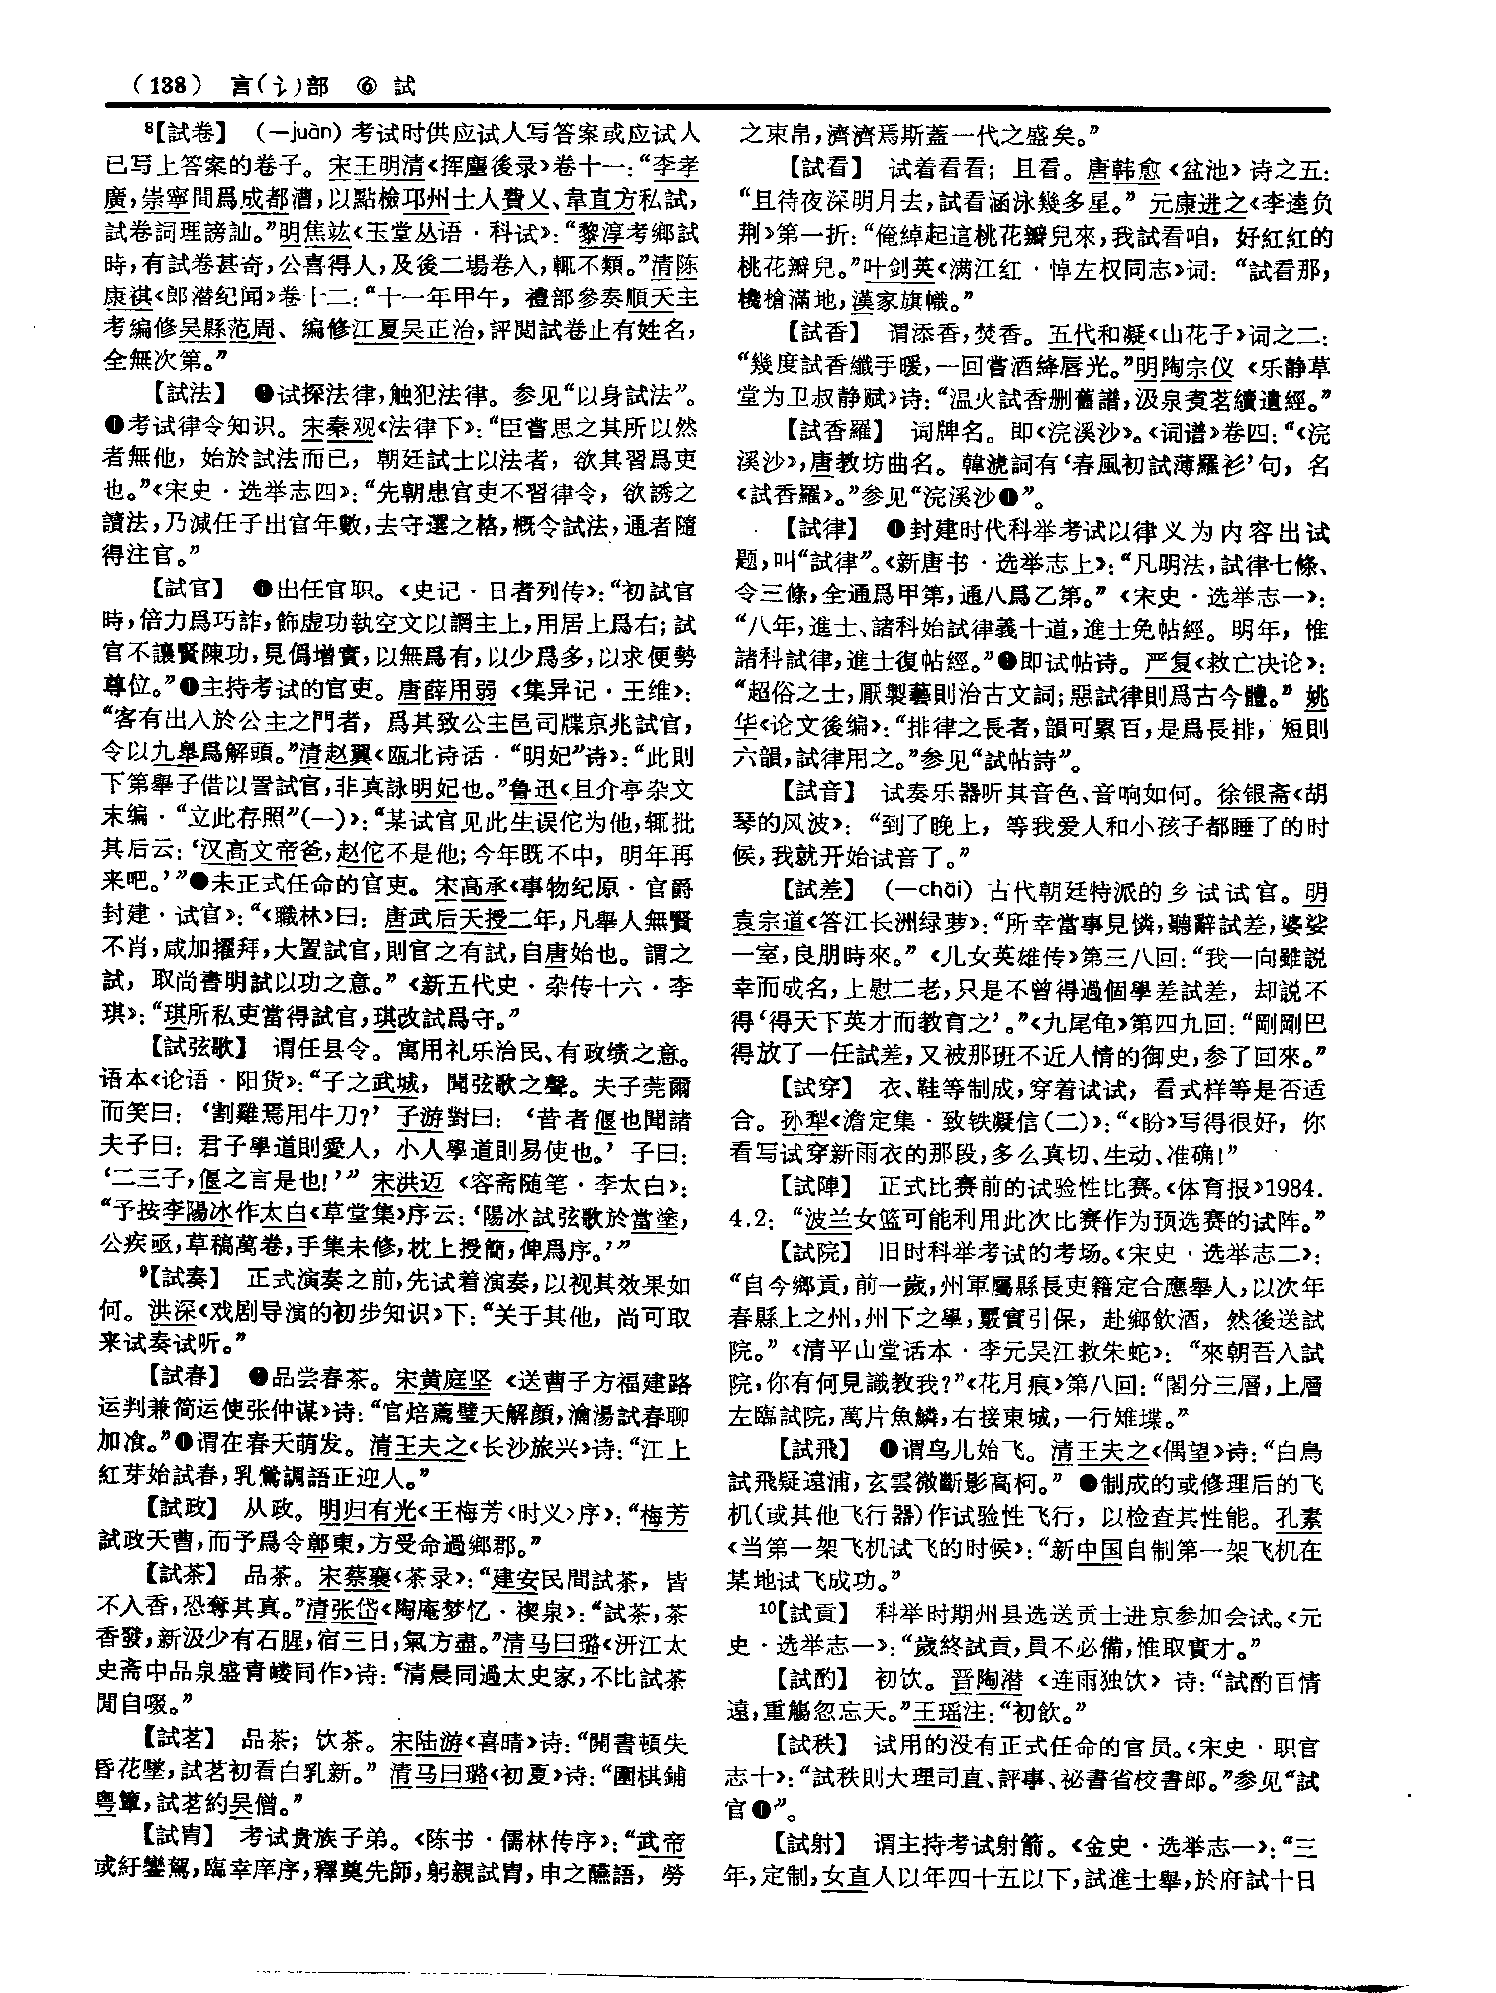 (138) 言(讠)部 ⑥ 試
⁸【試卷】 (—juàn) 考试时供应试人写答案或应试人
已写上答案的卷子。宋王明清《挥麈後录》卷十一：“李孝
廣，崇寧間爲成都漕，以點檢邛州士人費乂、韋直方私試，
試卷詞理謗訕。”明焦竑《玉堂丛语·科试》：“黎淳考鄉試
時，有試卷甚奇，公喜得人，及後二場卷入，輒不類。”清陈
康祺《郎潜纪闻》卷十二：“十一年甲午，禮部參奏順天主
考編修吴縣范周、編修江夏吴正治，評閲試卷止有姓名，
全無次第。”
【試法】 ❶试探法律，触犯法律。参见“以身試法”。
❷考试律令知识。宋秦观《法律下》：“臣嘗思之其所以然
者無他，始於試法而已，朝廷試士以法者，欲其習爲吏
也。”《宋史·选举志四》：“先朝患官吏不習律令，欲誘之
讀法，乃減任子出官年數，去守選之格，概令試法，通者隨
得注官。”
【試官】 ❶出任官职。《史记·日者列传》：“初試官
時，倍力爲巧詐，飾虚功執空文以誷主上，用居上爲右；試
官不讓賢陳功，見僞增實，以無爲有，以少爲多，以求便勢
尊位。”❷主持考试的官吏。唐薛用弱《集异记·王维》：
“客有出入於公主之門者，爲其致公主邑司牒京兆試官，
令以九臯爲解頭。”清赵翼《瓯北诗话·“明妃”诗》：“此則
下第舉子借以詈試官，非真詠明妃也。”鲁迅《且介亭杂文
末编·“立此存照”(一)》：“某试官见此生误佗为他，辄批
其后云：‘汉高文帝爸，赵佗不是他；今年既不中，明年再
来吧。’”❸未正式任命的官吏。宋高承《事物纪原·官爵
封建·试官》：“《職林》曰：唐武后天授二年，凡舉人無賢
不肖，咸加擢拜，大置試官，則官之有試，自唐始也。謂之
試，取尚書明試以功之意。”《新五代史·杂传十六·李
琪》：“琪所私吏當得試官，琪改試爲守。”
【試弦歌】 谓任县令。寓用礼乐治民、有政绩之意。
语本《论语·阳货》：“子之武城，聞弦歌之聲。夫子莞爾
而笑曰：‘割雞焉用牛刀？’子游對曰：‘昔者偃也聞諸
夫子曰：君子學道則愛人，小人學道則易使也。’子曰：
‘二三子，偃之言是也！’”宋洪迈《容斋随笔·李太白》：
“予按李陽冰作太白《草堂集》序云：‘陽冰試弦歌於當塗，
公疾亟，草稿萬卷，手集未修，枕上授簡，俾爲序。’”
⁹【試奏】 正式演奏之前，先试着演奏，以视其效果如
何。洪深《戏剧导演的初步知识》下：“关于其他，尚可取
来试奏试听。”
【試春】 ❶品尝春茶。宋黄庭坚《送曹子方福建路
运判兼简运使张仲谋》诗：“官焙薦璧天解顔，瀹湯試春聊
加飡。”❷谓在春天萌发。清王夫之《长沙旅兴》诗：“江上
紅芽始試春，乳鶯調語正迎人。”
【試政】 从政。明归有光《王梅芳〈时义〉序》：“梅芳
試政天曹，而予爲令鄣東，方受命過鄉郡。”
【試茶】 品茶。宋蔡襄《茶录》：“建安民間試茶，皆
不入香，恐奪其真。”清张岱《陶庵梦忆·禊泉》：“試茶，茶
香發，新汲少有石腥，宿三日，氣方盡。”清马曰璐《汧江太
史斋中品泉盛青嶁同作》诗：“清晨同過太史家，不比試茶
閒自啜。”
【試茗】 品茶；饮茶。宋陆游《喜晴》诗：“開書頓失
昏花墜，試茗初看白乳新。”清马曰璐《初夏》诗：“圍棋鋪
粤簟，試茗約吴僧。”
【試冑】 考试贵族子弟。《陈书·儒林传序》：“武帝
或紆鑾駕，臨幸庠序，釋奠先師，躬親試冑，申之醼語，勞
之束帛，濟濟焉斯蓋一代之盛矣。”
【試看】 试着看看；且看。唐韩愈《盆池》诗之五：
“且待夜深明月去，試看涵泳幾多星。”元康进之《李逵负
荆》第一折：“俺綽起這桃花瓣兒來，我試看咱，好紅紅的
桃花瓣兒。”叶剑英《满江红·悼左权同志》词：“試看那，
欃槍滿地，漢家旗幟。”
【試香】 谓添香，焚香。五代和凝《山花子》词之二：
“幾度試香纖手暖，一回嘗酒絳唇光。”明陶宗仪《乐静草
堂为卫叔静赋》诗：“温火試香删舊譜，汲泉煑茗續遺經。”
【試香羅】 词牌名。即《浣溪沙》。《词谱》卷四：“《浣
溪沙》，唐教坊曲名。韓淲詞有‘春風初試薄羅衫’句，名
《試香羅》。”参见“浣溪沙❶”。
【試律】 ❶封建时代科举考试以律义为内容出试
题，叫“試律”。《新唐书·选举志上》：“凡明法，試律七條、
令三條，全通爲甲第，通八爲乙第。”《宋史·选举志一》：
“八年，進士、諸科始試律義十道，進士免帖經。明年，惟
諸科試律，進士復帖經。”❷即试帖诗。严复《救亡决论》：
“超俗之士，厭製藝則治古文詞；惡試律則爲古今體。”姚
华《论文後编》：“排律之長者，韻可累百，是爲長排，短則
六韻，試律用之。”参见“試帖詩”。
【試音】 试奏乐器听其音色、音响如何。徐银斋《胡
琴的风波》：“到了晚上，等我爱人和小孩子都睡了的时
候，我就开始试音了。”
【試差】 (—chāi) 古代朝廷特派的乡试试官。明
袁宗道《答江长洲绿萝》：“所幸當事見憐，聽辭試差，婆娑
一室，良朋時來。”《儿女英雄传》第三八回：“我一向雖説
幸而成名，上慰二老，只是不曾得過個學差試差，却説不
得‘得天下英才而教育之’。”《九尾龟》第四九回：“剛剛巴
得放了一任試差，又被那班不近人情的御史，参了回來。”
【試穿】 衣、鞋等制成，穿着试试，看式样等是否适
合。孙犁《澹定集·致铁凝信(二)》：“《盼》写得很好，你
看写试穿新雨衣的那段，多么真切、生动、准确！”
【試陣】 正式比赛前的试验性比赛。《体育报》1984.
4.2：“波兰女篮可能利用此次比赛作为预选赛的试阵。”
【試院】 旧时科举考试的考场。《宋史·选举志二》：
“自今鄉貢，前一歲，州軍屬縣長吏籍定合應舉人，以次年
春縣上之州，州下之學，覈實引保，赴鄉飲酒，然後送試
院。”《清平山堂话本·李元吴江救朱蛇》：“來朝吾入試
院，你有何見識教我？”《花月痕》第八回：“閣分三層，上層
左臨試院，萬片魚鱗，右接東城，一行雉堞。”
【試飛】 ❶谓鸟儿始飞。清王夫之《偶望》诗：“白鳥
試飛疑遠浦，玄雲微斷影高柯。”❷制成的或修理后的飞
机(或其他飞行器)作试验性飞行，以检查其性能。孔素
《当第一架飞机试飞的时候》：“新中国自制第一架飞机在
某地试飞成功。”
¹⁰【試貢】 科举时期州县选送贡士进京参加会试。《元
史·选举志一》：“歲終試貢，員不必備，惟取實才。”
【試酌】 初饮。晋陶潜《连雨独饮》诗：“試酌百情
遠，重觴忽忘天。”王瑶注：“初飲。”
【試秩】 试用的没有正式任命的官员。《宋史·职官
志十》：“試秩則大理司直、評事、祕書省校書郎。”参见“試
官❸”。
【試射】 谓主持考试射箭。《金史·选举志一》：“三
年，定制，女直人以年四十五以下，試進士舉，於府試十日